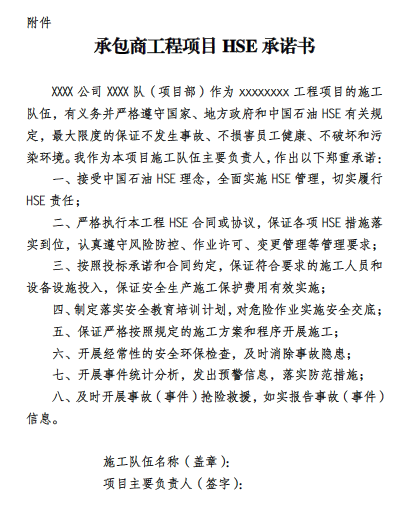 附件
承包商工程项目 HSE 承诺书
XXXX 公司 XXXX 队（项目部）作为 xxxxxxxx 工程项目的施工
队伍，有义务并严格遵守国家、地方政府和中国石油 HSE 有关规
定，最大限度的保证不发生事故、不损害员工健康、不破坏和污
染环境。我作为本项目施工队伍主要负责人，作出以下郑重承诺：
一、接受中国石油 HSE 理念，全面实施 HSE 管理，切实履行
HSE 责任；
二、严格执行本工程 HSE 合同或协议，保证各项 HSE 措施落
实到位，认真遵守风险防控、作业许可、变更管理等管理要求；
三、按照投标承诺和合同约定，保证符合要求的施工人员和
设备设施投入，保证安全生产施工保护费用有效实施；
四、制定落实安全教育培训计划，对危险作业实施安全交底；
五、保证严格按照规定的施工方案和程序开展施工；
六、开展经常性的安全环保检查，及时消除事故隐患；
七、开展事件统计分析，发出预警信息，落实防范措施；
八、及时开展事故（事件）抢险救援，如实报告事故（事件）
信息。
施工队伍名称（盖章）：
项目主要负责人（签字）：